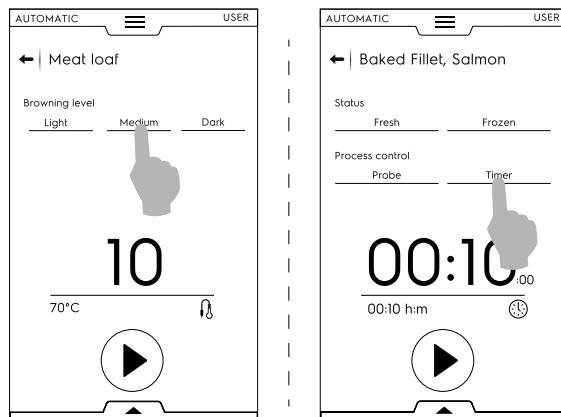 AUTOMATIC USER
Meat loaf
Browning level
Light Medium Dark
10
70°C
AUTOMATIC USER
Baked Fillet, Salmon
Status
Fresh Frozen
Process control
Probe Timer
00:10:00
00:10 h:m